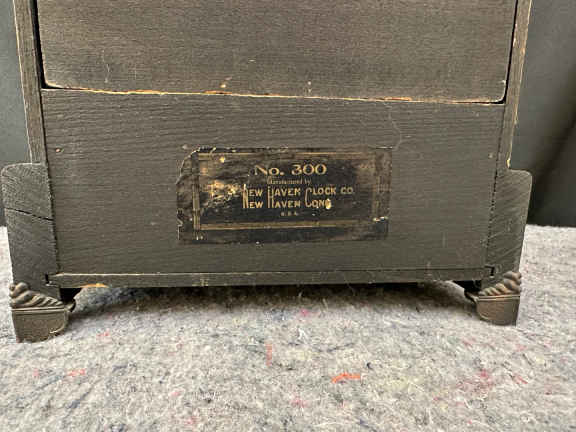 No. 300
Manufactured by
New Haven Clock Co.
New Haven Conn.
U.S.A.